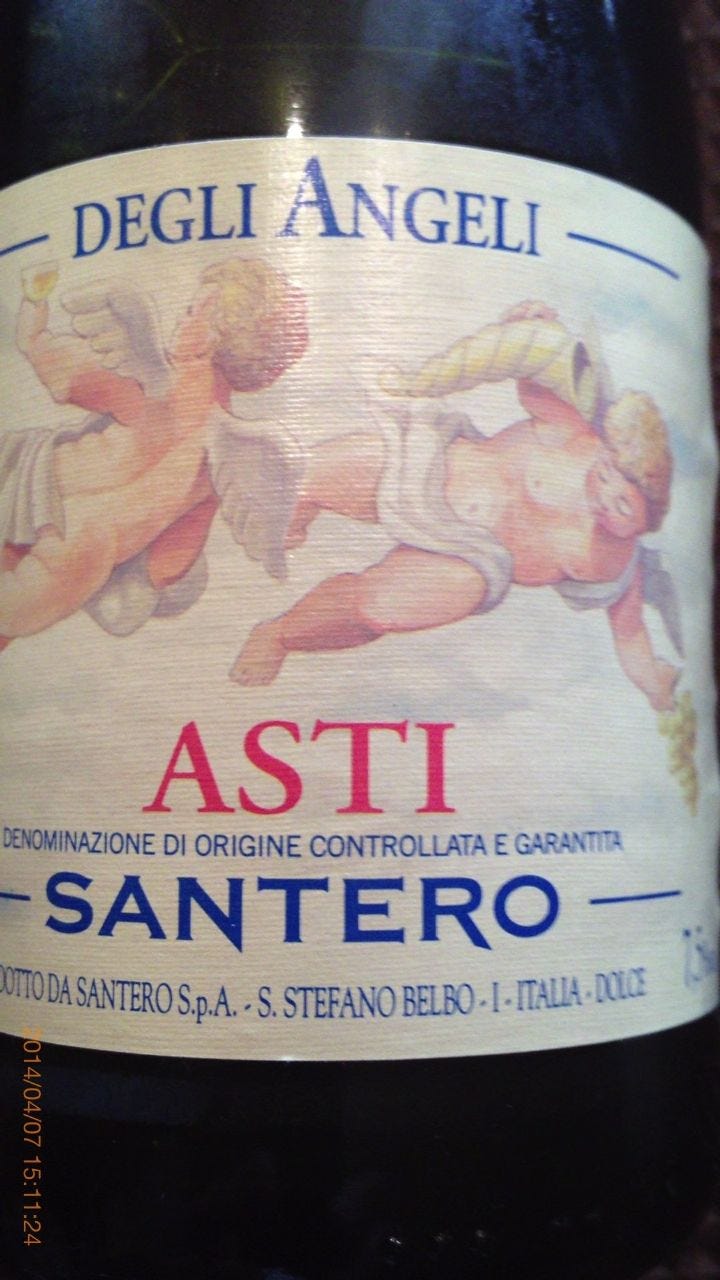 DEGLI ANGELI
ASTI
DENOMINAZIONE DI ORIGINE CONTROLLATA E GARANTITA
SANTERO
DOTTO DA SANTERO S.p.A. - S. STEFANO BELBO - I - ITALIA - DOLCE
2014/04/07 15:11:24